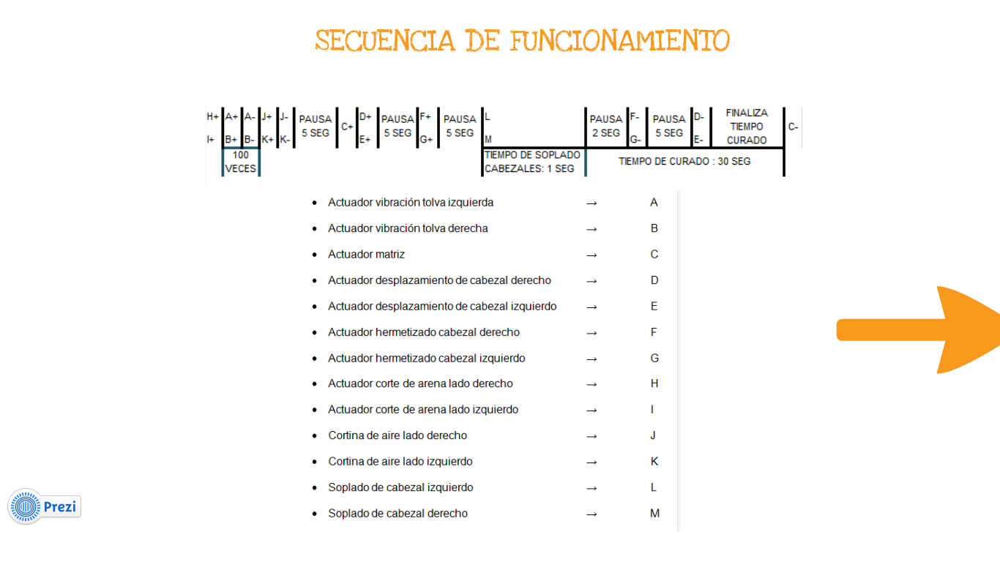 SECUENCIA DE FUNCIONAMIENTO
H+ A+ A- J+ J- PAUSA 5 SEG C+ D+ PAUSA 5 SEG F+ PAUSA 5 SEG L PAUSA 2 SEG F- PAUSA 5 SEG D- FINALIZA TIEMPO CURADO C-
I+ B+ B- K+ K- E+ G+ M G- E-
100 VECES
TIEMPO DE SOPLADO
CABEZALES: 1 SEG
TIEMPO DE CURADO : 30 SEG
• Actuador vibración tolva izquierda → A
• Actuador vibración tolva derecha → B
• Actuador matriz → C
• Actuador desplazamiento de cabezal derecho → D
• Actuador desplazamiento de cabezal izquierdo → E
• Actuador hermetizado cabezal derecho → F
• Actuador hermetizado cabezal izquierdo → G
• Actuador corte de arena lado derecho → H
• Actuador corte de arena lado izquierdo → I
• Cortina de aire lado derecho → J
• Cortina de aire lado izquierdo → K
• Soplado de cabezal izquierdo → L
• Soplado de cabezal derecho → M
Prezi